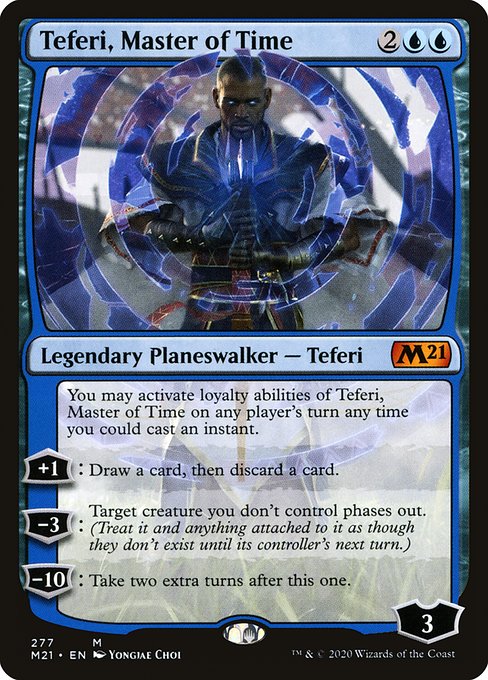 Teferi, Master of Time 2
Legendary Planeswalker — Teferi M21
You may activate loyalty abilities of Teferi,
Master of Time on any player's turn any time
you could cast an instant.
+1 : Draw a card, then discard a card.
−3 : Target creature you don't control phases out.
(Treat it and anything attached to it as though
they don't exist until its controller's next turn.)
−10 : Take two extra turns after this one.
3
277 M
M21 • EN Yongjae Choi ™ & © 2020 Wizards of the Coast